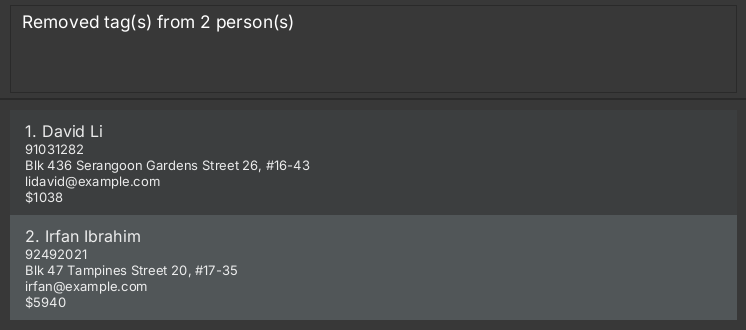 Removed tag(s) from 2 person(s)
1. David Li
91031282
Blk 436 Serangoon Gardens Street 26, #16-43
lidavid@example.com
$1038
2. Irfan Ibrahim
92492021
Blk 47 Tampines Street 20, #17-35
irfan@example.com
$5940